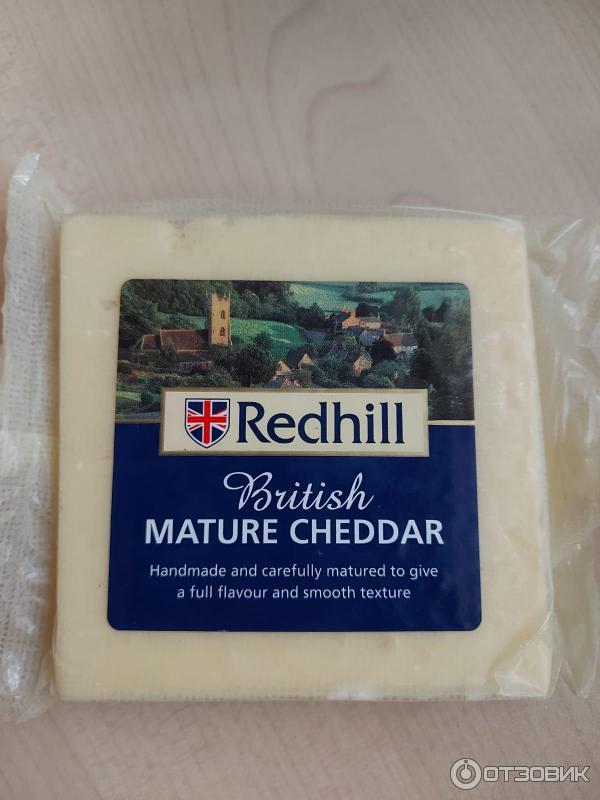 Redhill
British
MATURE CHEDDAR
Handmade and carefully matured to give
a full flavour and smooth texture
ОТЗОВИК